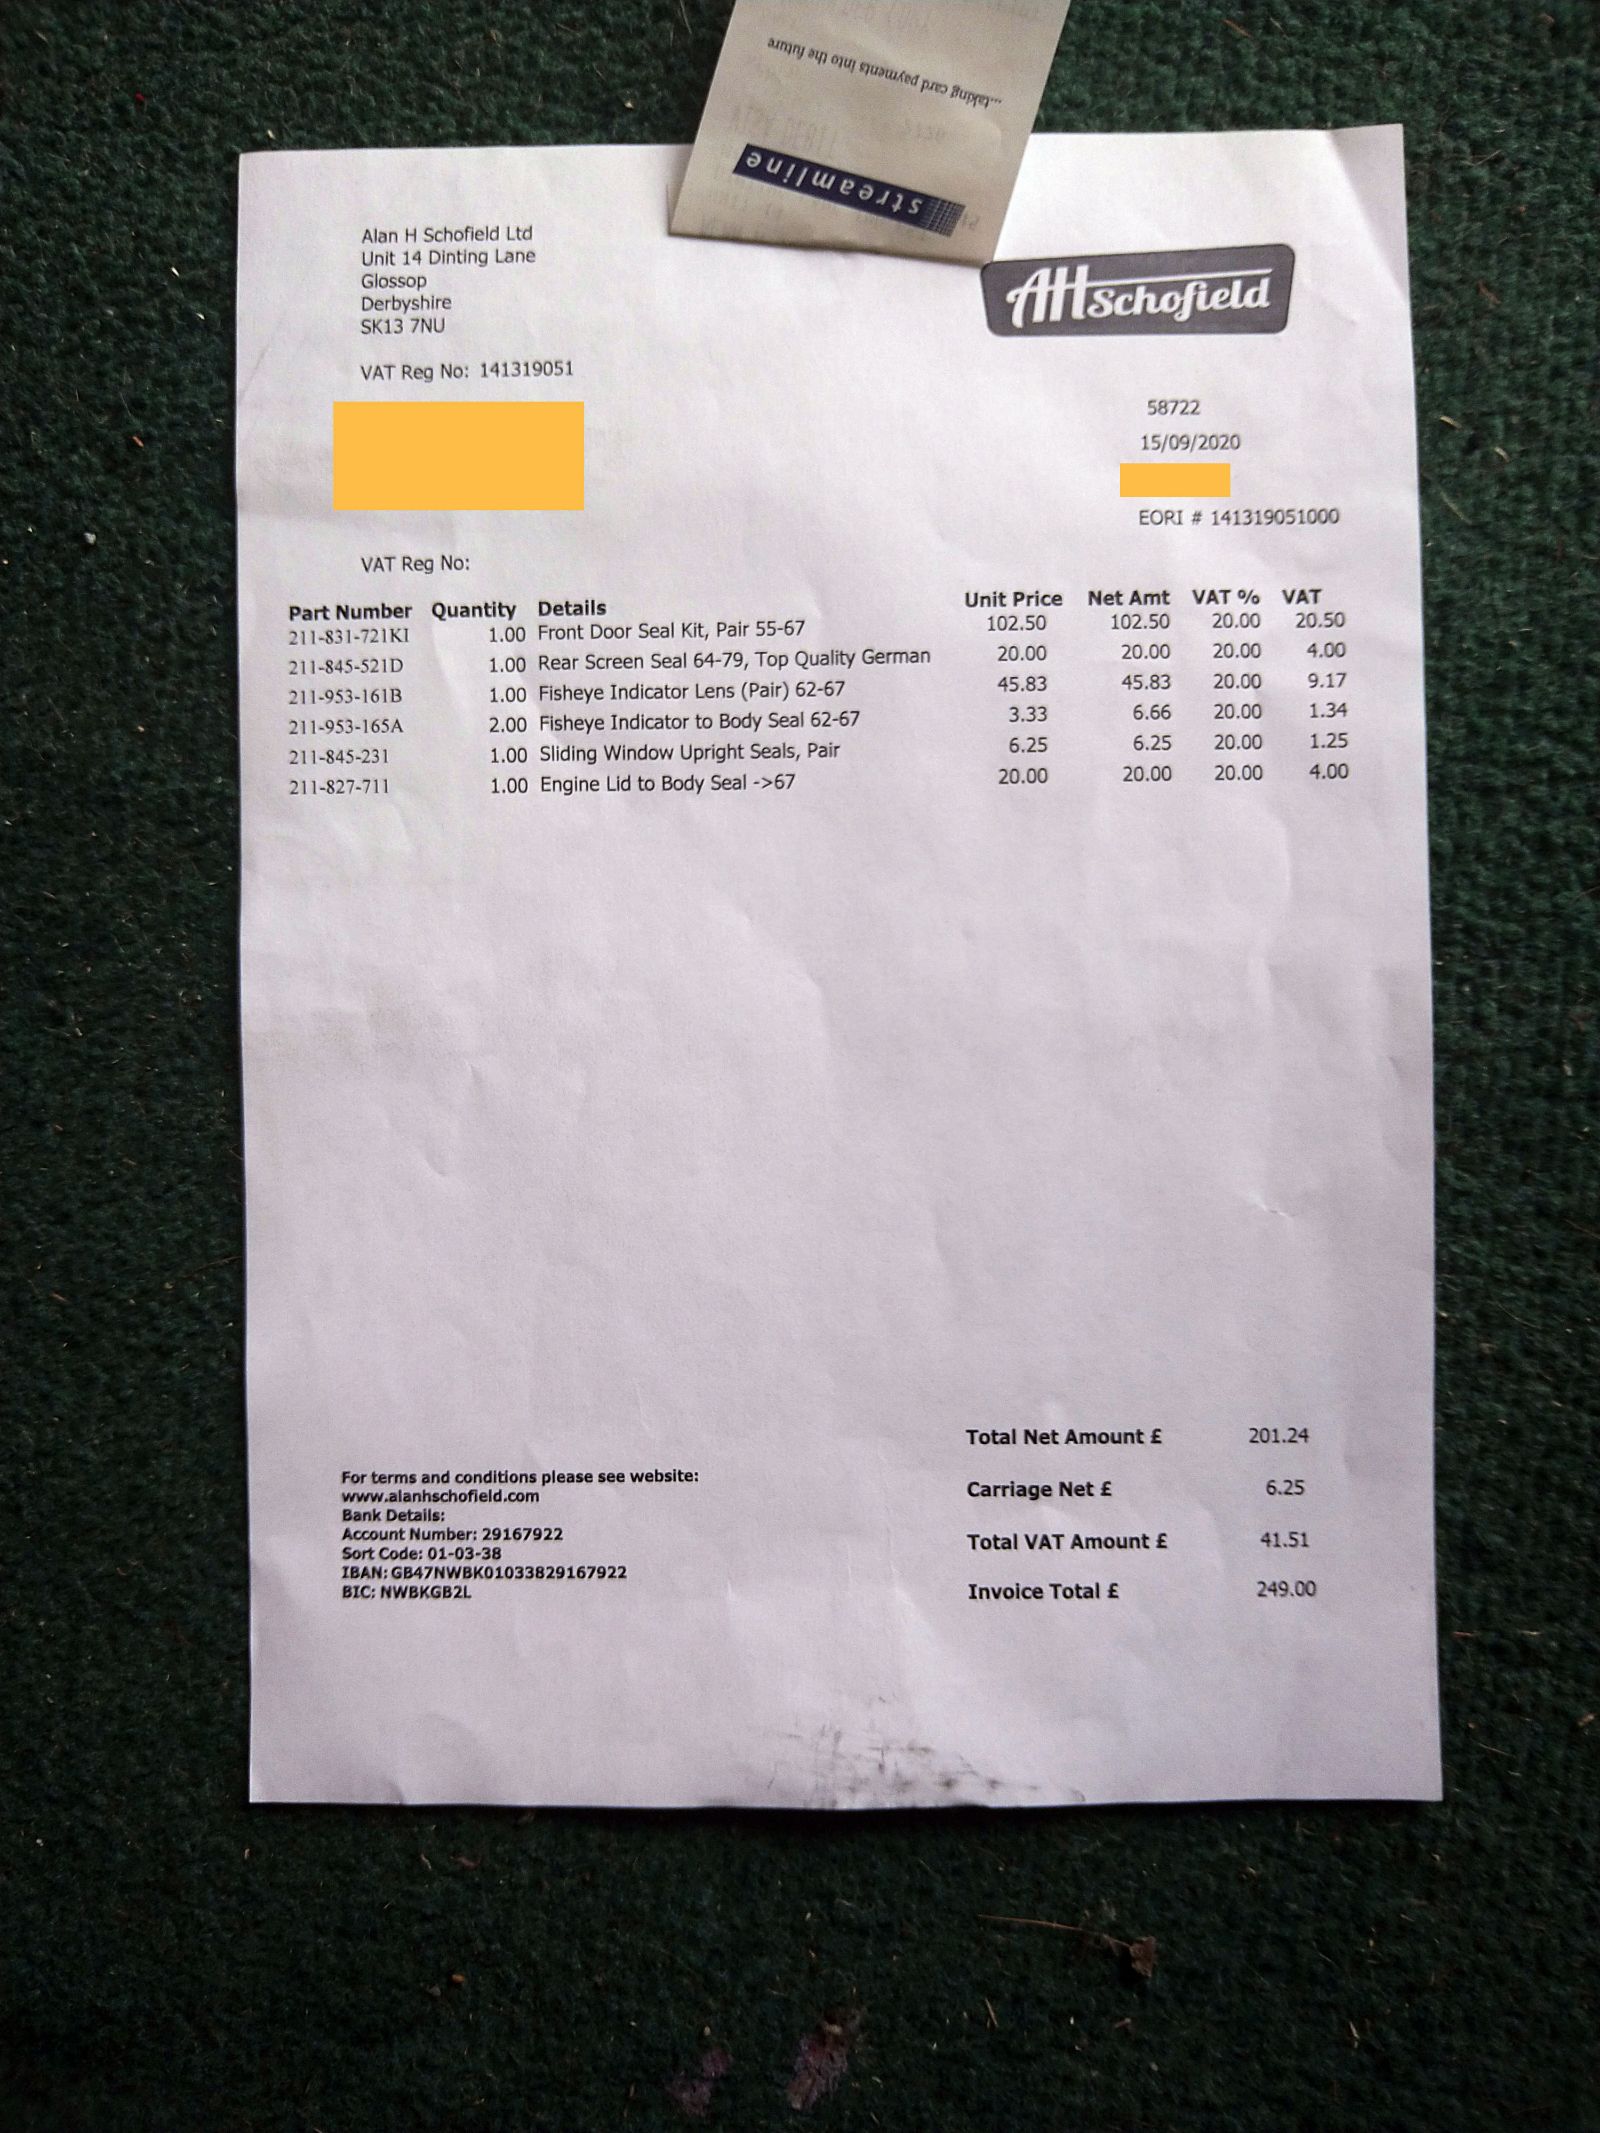 ...taking card payments into the future
streamline
Alan H Schofield Ltd
Unit 14 Dinting Lane
Glossop
Derbyshire
SK13 7NU
AHSchofield
VAT Reg No: 141319051
58722
15/09/2020
EORI # 141319051000
VAT Reg No:
Part Number Quantity Details Unit Price Net Amt VAT % VAT
211-831-721KI 1.00 Front Door Seal Kit, Pair 55-67 102.50 102.50 20.00 20.50
211-845-521D 1.00 Rear Screen Seal 64-79, Top Quality German 20.00 20.00 20.00 4.00
211-953-161B 1.00 Fisheye Indicator Lens (Pair) 62-67 45.83 45.83 20.00 9.17
211-953-165A 2.00 Fisheye Indicator to Body Seal 62-67 3.33 6.66 20.00 1.34
211-845-231 1.00 Sliding Window Upright Seals, Pair 6.25 6.25 20.00 1.25
211-827-711 1.00 Engine Lid to Body Seal ->67 20.00 20.00 20.00 4.00
Total Net Amount £ 201.24
Carriage Net £ 6.25
Total VAT Amount £ 41.51
Invoice Total £ 249.00
For terms and conditions please see website:
www.alanhschofield.com
Bank Details:
Account Number: 29167922
Sort Code: 01-03-38
IBAN: GB47NWBK01033829167922
BIC: NWBKGB2L